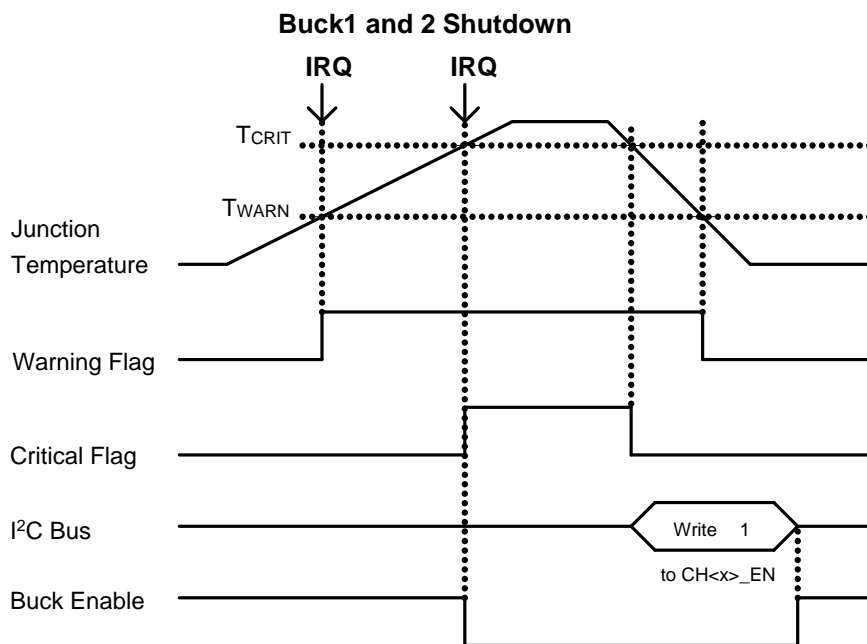 Buck1 and 2 Shutdown
IRQ IRQ
TCRIT
TWARN
Junction
Temperature
Warning Flag
Critical Flag
I²C Bus
Write 1
to CH<x>_EN
Buck Enable